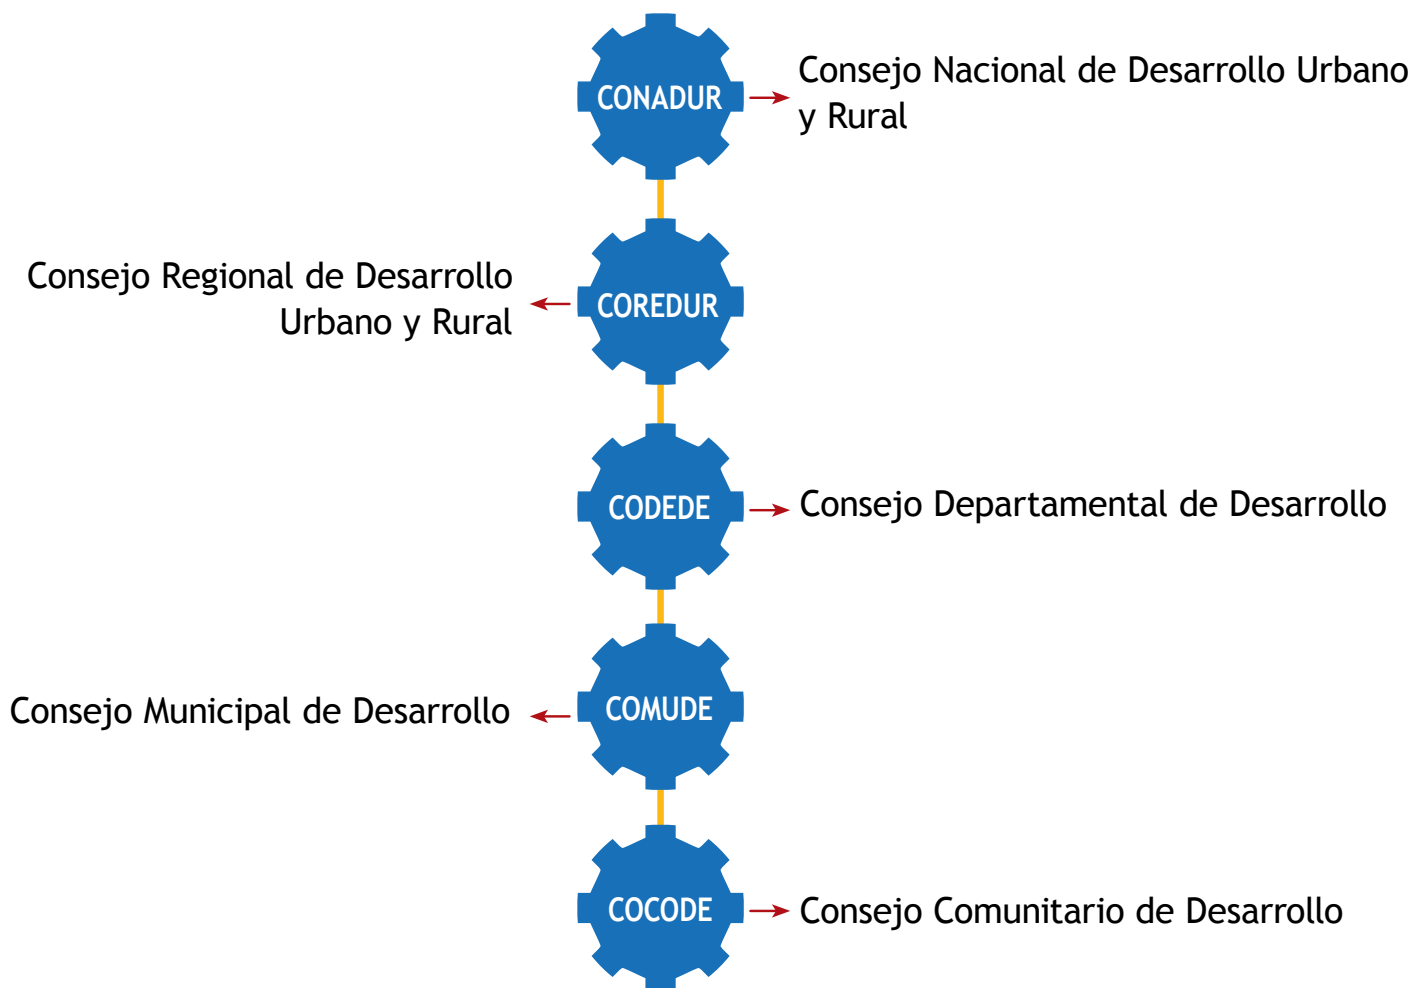 CONADUR
Consejo Nacional de Desarrollo Urbano
y Rural
Consejo Regional de Desarrollo
Urbano y Rural
COREDUR
CODEDE
Consejo Departamental de Desarrollo
Consejo Municipal de Desarrollo
COMUDE
COCODE
Consejo Comunitario de Desarrollo